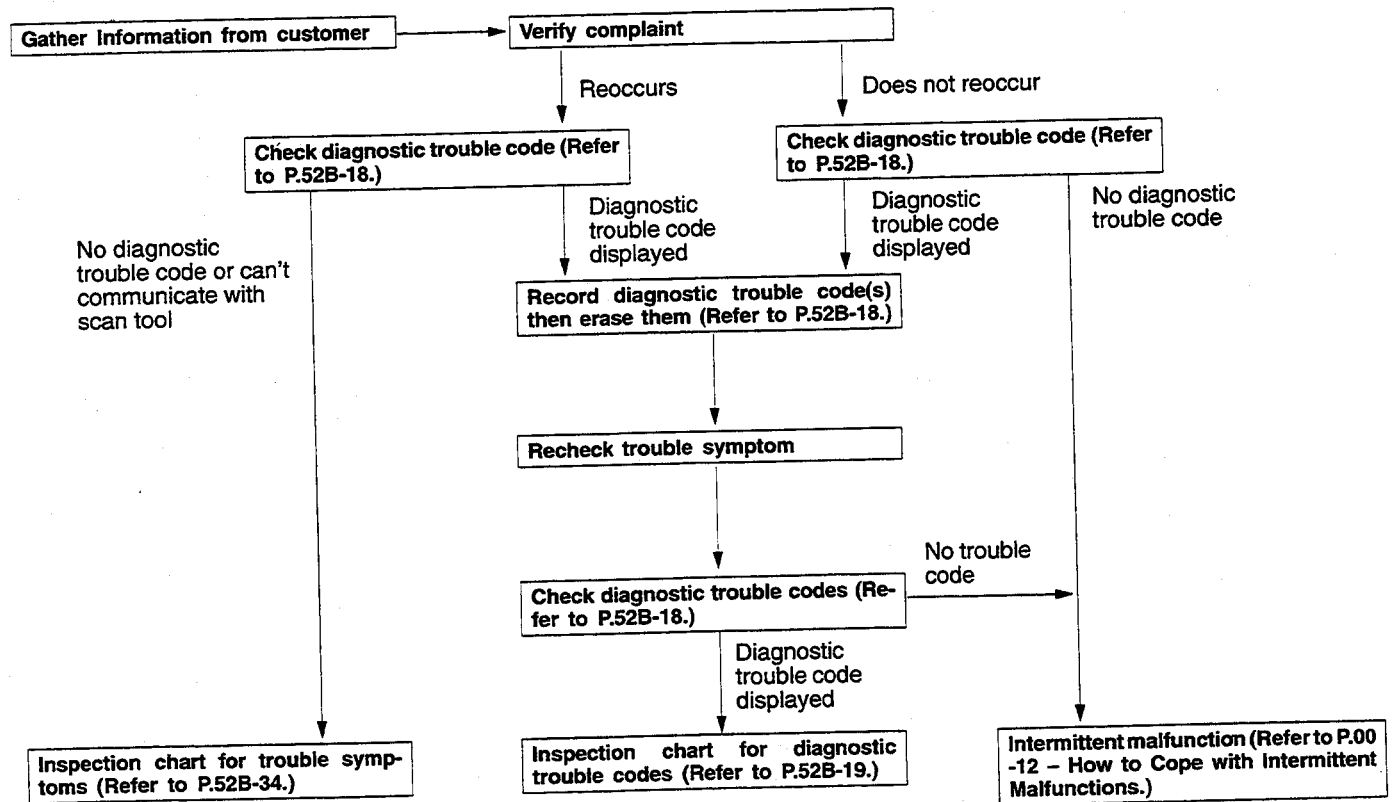 Gather Information from customer
Verify complaint
Reoccurs
Does not reoccur
Check diagnostic trouble code (Refer
to P.52B-18.)
Check diagnostic trouble code (Refer
to P.52B-18.)
No diagnostic
trouble code or can't
communicate with
scan tool
Diagnostic
trouble code
displayed
Diagnostic
trouble code
displayed
No diagnostic
trouble code
Record diagnostic trouble code(s)
then erase them (Refer to P.52B-18.)
Recheck trouble symptom
Check diagnostic trouble codes (Re-
fer to P.52B-18.)
No trouble
code
Diagnostic
trouble code
displayed
Inspection chart for trouble symp-
toms (Refer to P.52B-34.)
Inspection chart for diagnostic
trouble codes (Refer to P.52B-19.)
Intermittent malfunction (Refer to P.00
-12 – How to Cope with Intermittent
Malfunctions.)